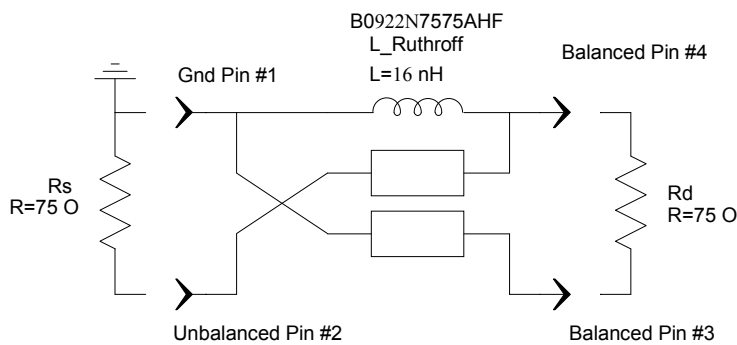 B0922N7575AHF
L_Ruthroff
L=16 nH
Gnd Pin #1
Balanced Pin #4
Rs
R=75 O
Rd
R=75 O
Unbalanced Pin #2
Balanced Pin #3